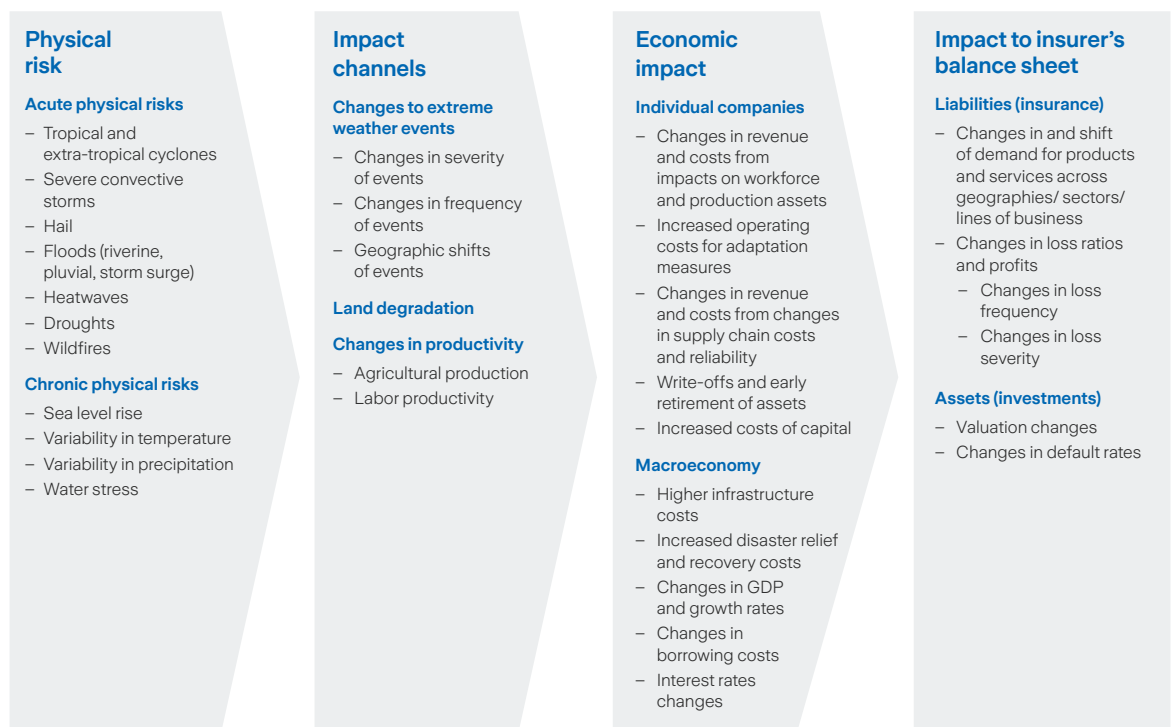 Physical
risk
Acute physical risks
– Tropical and
extra-tropical cyclones
– Severe convective
storms
– Hail
– Floods (riverine,
pluvial, storm surge)
– Heatwaves
– Droughts
– Wildfires
Chronic physical risks
– Sea level rise
– Variability in temperature
– Variability in precipitation
– Water stress
Impact
channels
Changes to extreme
weather events
– Changes in severity
of events
– Changes in frequency
of events
– Geographic shifts
of events
Land degradation
Changes in productivity
– Agricultural production
– Labor productivity
Economic
impact
Individual companies
– Changes in revenue
and costs from
impacts on workforce
and production assets
– Increased operating
costs for adaptation
measures
– Changes in revenue
and costs from changes
in supply chain costs
and reliability
– Write-offs and early
retirement of assets
– Increased costs of capital
Macroeconomy
– Higher infrastructure
costs
– Increased disaster relief
and recovery costs
– Changes in GDP
and growth rates
– Changes in
borrowing costs
– Interest rates
changes
Impact to insurer’s
balance sheet
Liabilities (insurance)
– Changes in and shift
of demand for products
and services across
geographies/ sectors/
lines of business
– Changes in loss ratios
and profits
– Changes in loss
frequency
– Changes in loss
severity
Assets (investments)
– Valuation changes
– Changes in default rates